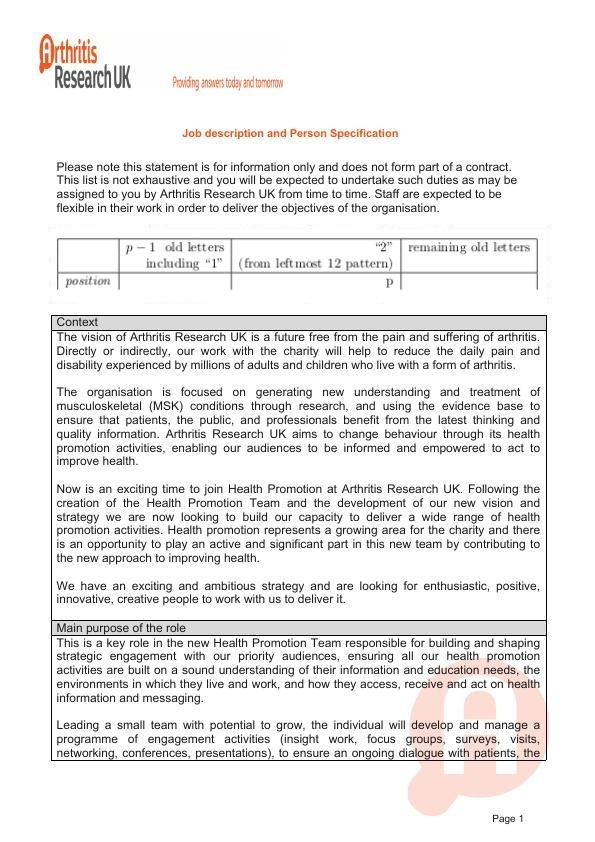 Arthritis
Research UK
Providing answers today and tomorrow
Job description and Person Specification
Please note this statement is for information only and does not form part of a contract.
This list is not exhaustive and you will be expected to undertake such duties as may be
assigned to you by Arthritis Research UK from time to time. Staff are expected to be
flexible in their work in order to deliver the objectives of the organisation.
p − 1 old letters “2” remaining old letters
including “1” (from leftmost 12 pattern)
position p
Context
The vision of Arthritis Research UK is a future free from the pain and suffering of arthritis.
Directly or indirectly, our work with the charity will help to reduce the daily pain and
disability experienced by millions of adults and children who live with a form of arthritis.
The organisation is focused on generating new understanding and treatment of
musculoskeletal (MSK) conditions through research, and using the evidence base to
ensure that patients, the public, and professionals benefit from the latest thinking and
quality information. Arthritis Research UK aims to change behaviour through its health
promotion activities, enabling our audiences to be informed and empowered to act to
improve health.
Now is an exciting time to join Health Promotion at Arthritis Research UK. Following the
creation of the Health Promotion Team and the development of our new vision and
strategy we are now looking to build our capacity to deliver a wide range of health
promotion activities. Health promotion represents a growing area for the charity and there
is an opportunity to play an active and significant part in this new team by contributing to
the new approach to improving health.
We have an exciting and ambitious strategy and are looking for enthusiastic, positive,
innovative, creative people to work with us to deliver it.
Main purpose of the role
This is a key role in the new Health Promotion Team responsible for building and shaping
strategic engagement with our priority audiences, ensuring all our health promotion
activities are built on a sound understanding of their information and education needs, the
environments in which they live and work, and how they access, receive and act on health
information and messaging.
Leading a small team with potential to grow, the individual will develop and manage a
programme of engagement activities (insight work, focus groups, surveys, visits,
networking, conferences, presentations), to ensure an ongoing dialogue with patients, the
Page 1